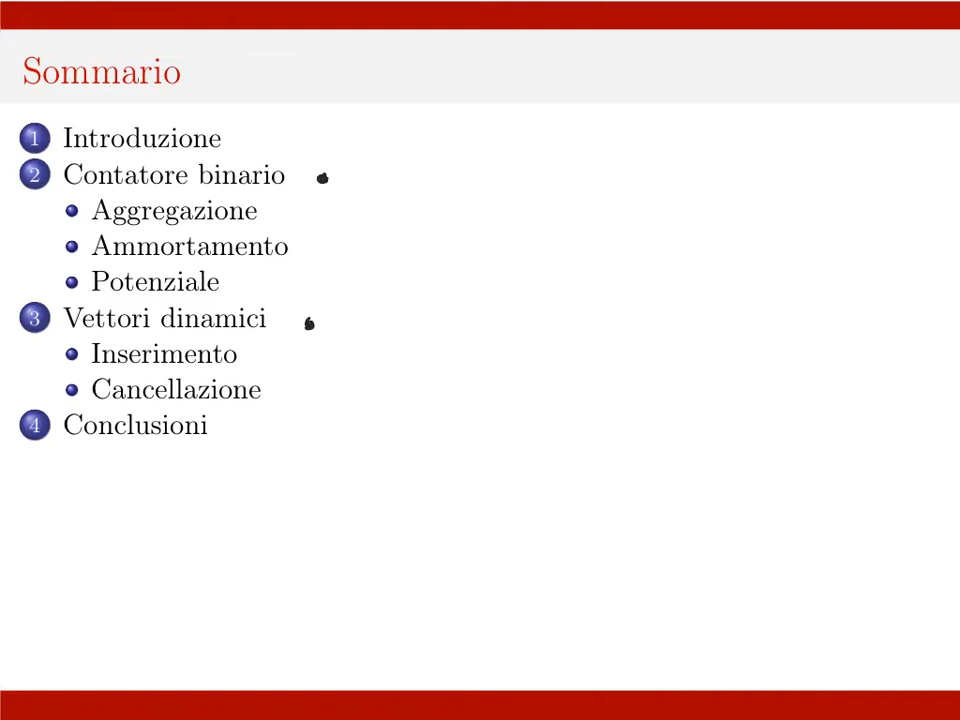 Sommario
1 Introduzione
2 Contatore binario
Aggregazione
Ammortamento
Potenziale
3 Vettori dinamici
Inserimento
Cancellazione
4 Conclusioni